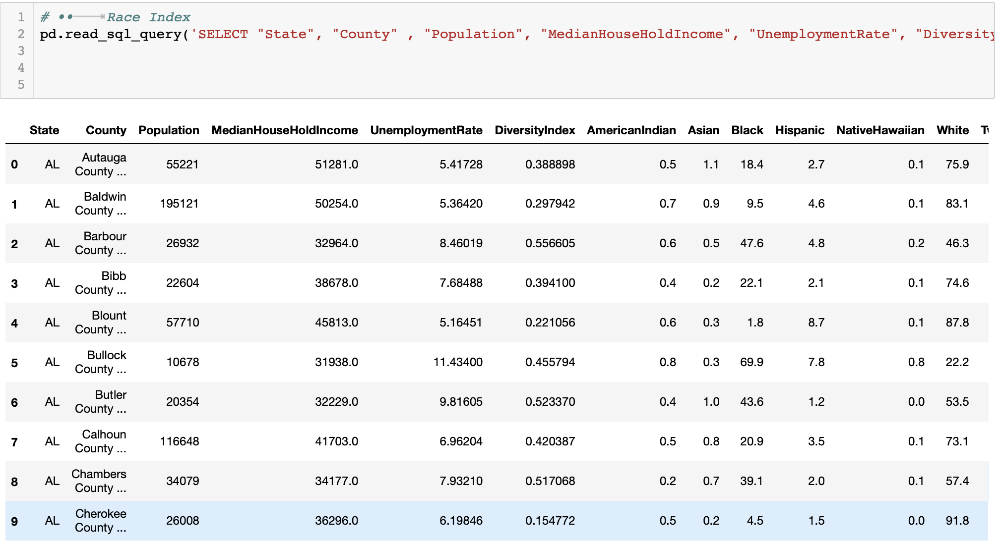 1 # ••⟶Race Index
2 pd.read_sql_query('SELECT "State", "County" , "Population", "MedianHouseHoldIncome", "UnemploymentRate", "Diversity
3
4
5
State County Population MedianHouseHoldIncome UnemploymentRate DiversityIndex AmericanIndian Asian Black Hispanic NativeHawaiian White
0 AL Autauga County ... 55221 51281.0 5.41728 0.388898 0.5 1.1 18.4 2.7 0.1 75.9
1 AL Baldwin County ... 195121 50254.0 5.36420 0.297942 0.7 0.9 9.5 4.6 0.1 83.1
2 AL Barbour County ... 26932 32964.0 8.46019 0.556605 0.6 0.5 47.6 4.8 0.2 46.3
3 AL Bibb County ... 22604 38678.0 7.68488 0.394100 0.4 0.2 22.1 2.1 0.1 74.6
4 AL Blount County ... 57710 45813.0 5.16451 0.221056 0.6 0.3 1.8 8.7 0.1 87.8
5 AL Bullock County ... 10678 31938.0 11.43400 0.455794 0.8 0.3 69.9 7.8 0.8 22.2
6 AL Butler County ... 20354 32229.0 9.81605 0.523370 0.4 1.0 43.6 1.2 0.0 53.5
7 AL Calhoun County ... 116648 41703.0 6.96204 0.420387 0.5 0.8 20.9 3.5 0.1 73.1
8 AL Chambers County ... 34079 34177.0 7.93210 0.517068 0.2 0.7 39.1 2.0 0.1 57.4
9 AL Cherokee County ... 26008 36296.0 6.19846 0.154772 0.5 0.2 4.5 1.5 0.0 91.8